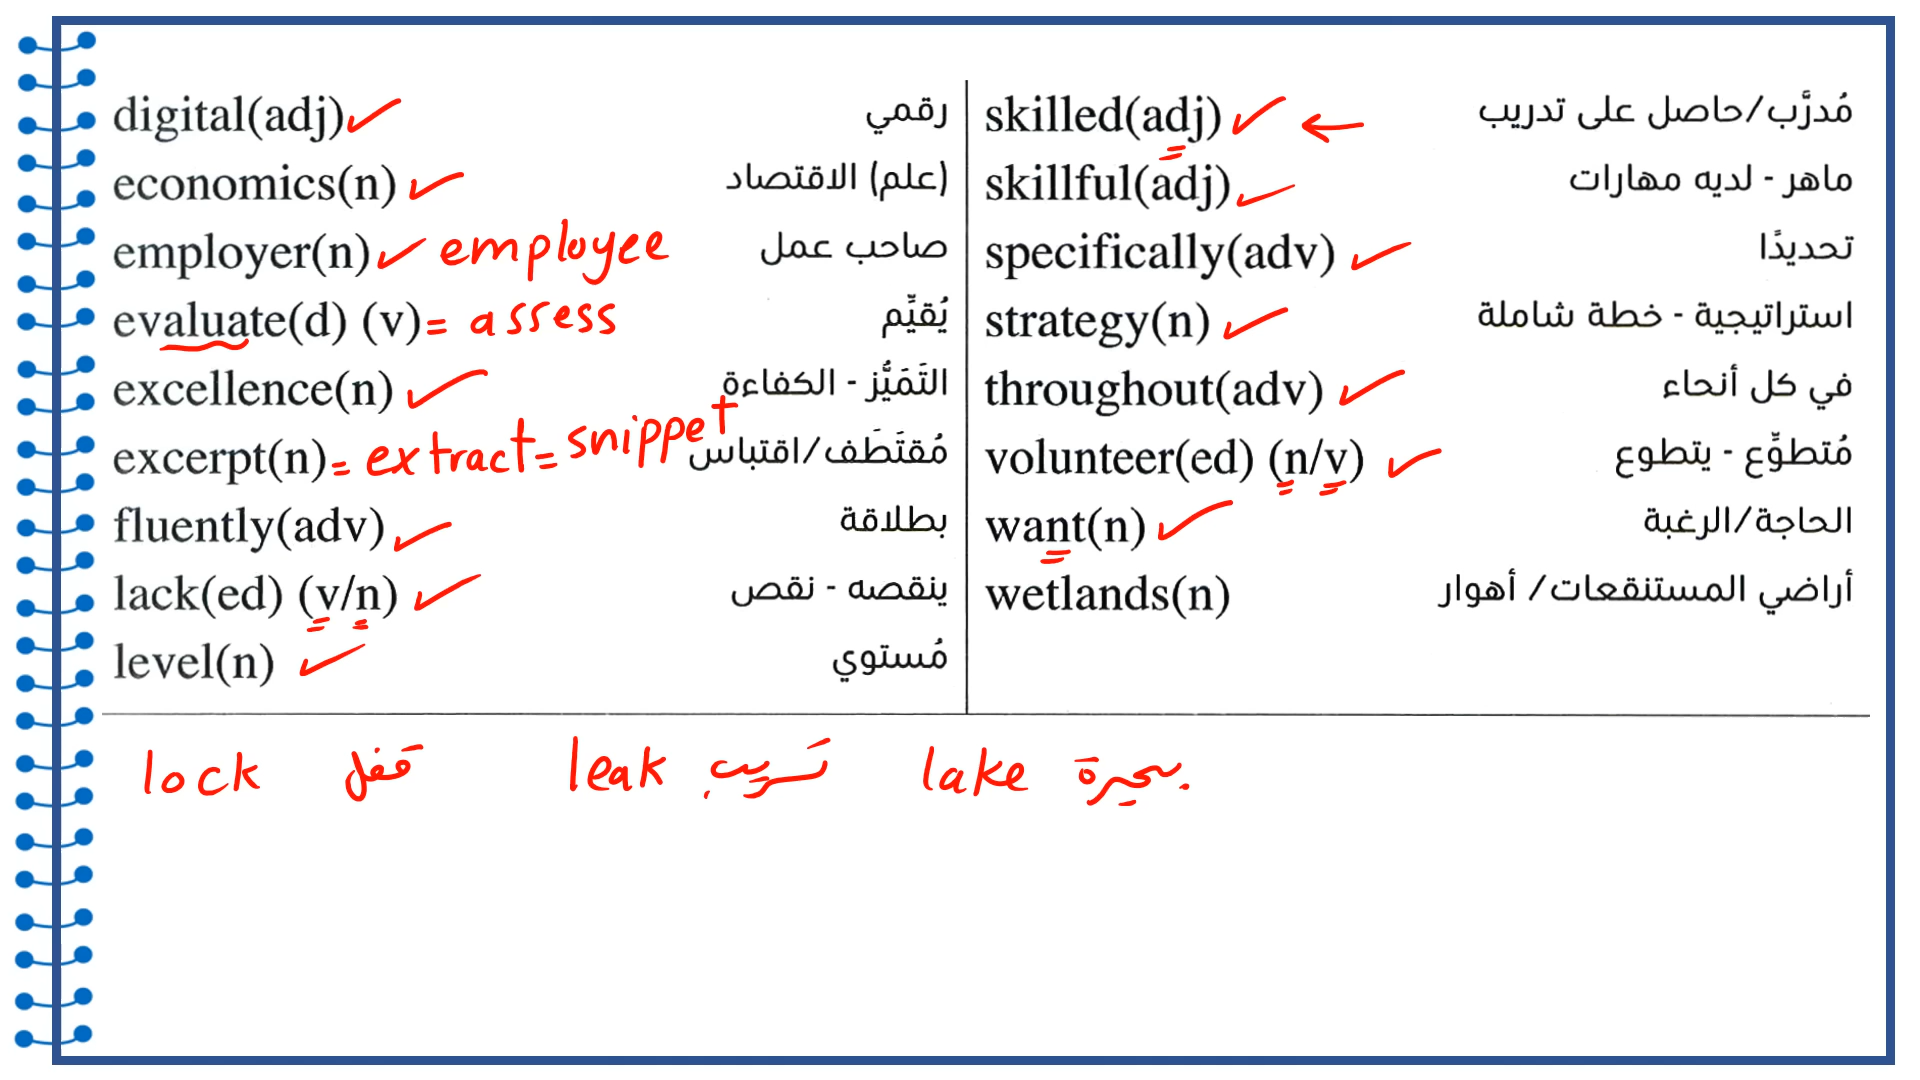 digital(adj) رقمي
economics(n) (علم) الاقتصاد
employer(n) employee صاحب عمل
evaluate(d) (v) = assess يُقيِّم
excellence(n) التَمَيُّز - الكفاءة
excerpt(n) = extract = snippet مُقتَطَف/اقتباس
fluently(adv) بطلاقة
lack(ed) (v/n) ينقصه - نقص
level(n) مُستوي
skilled(adj) مُدرَّب/حاصل على تدريب
skillful(adj) ماهر - لديه مهارات
specifically(adv) تحديدًا
strategy(n) استراتيجية - خطة شاملة
throughout(adv) في كل أنحاء
volunteer(ed) (n/v) مُتطوِّع - يتطوع
want(n) الحاجة/الرغبة
wetlands(n) أراضي المستنقعات/ أهوار
lock قفل leak تسريب lake بحيرة